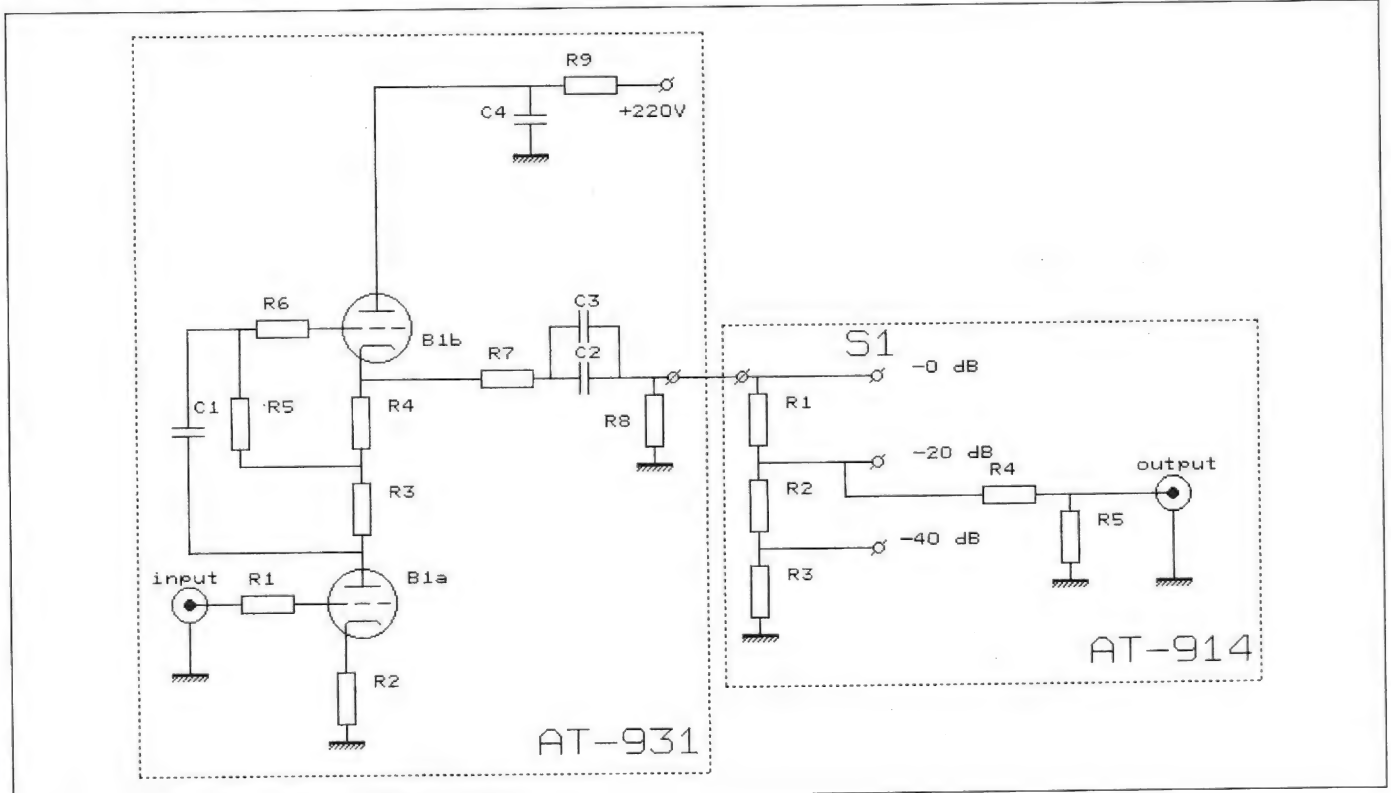 R9
C4
+220V
R6
B1b
C3
C2
R7
C1
R5
R4
R8
R3
input
R1
B1a
R2
AT-931
S1
-0 dB
R1
-20 dB
R4
output
R2
R5
-40 dB
R3
AT-914